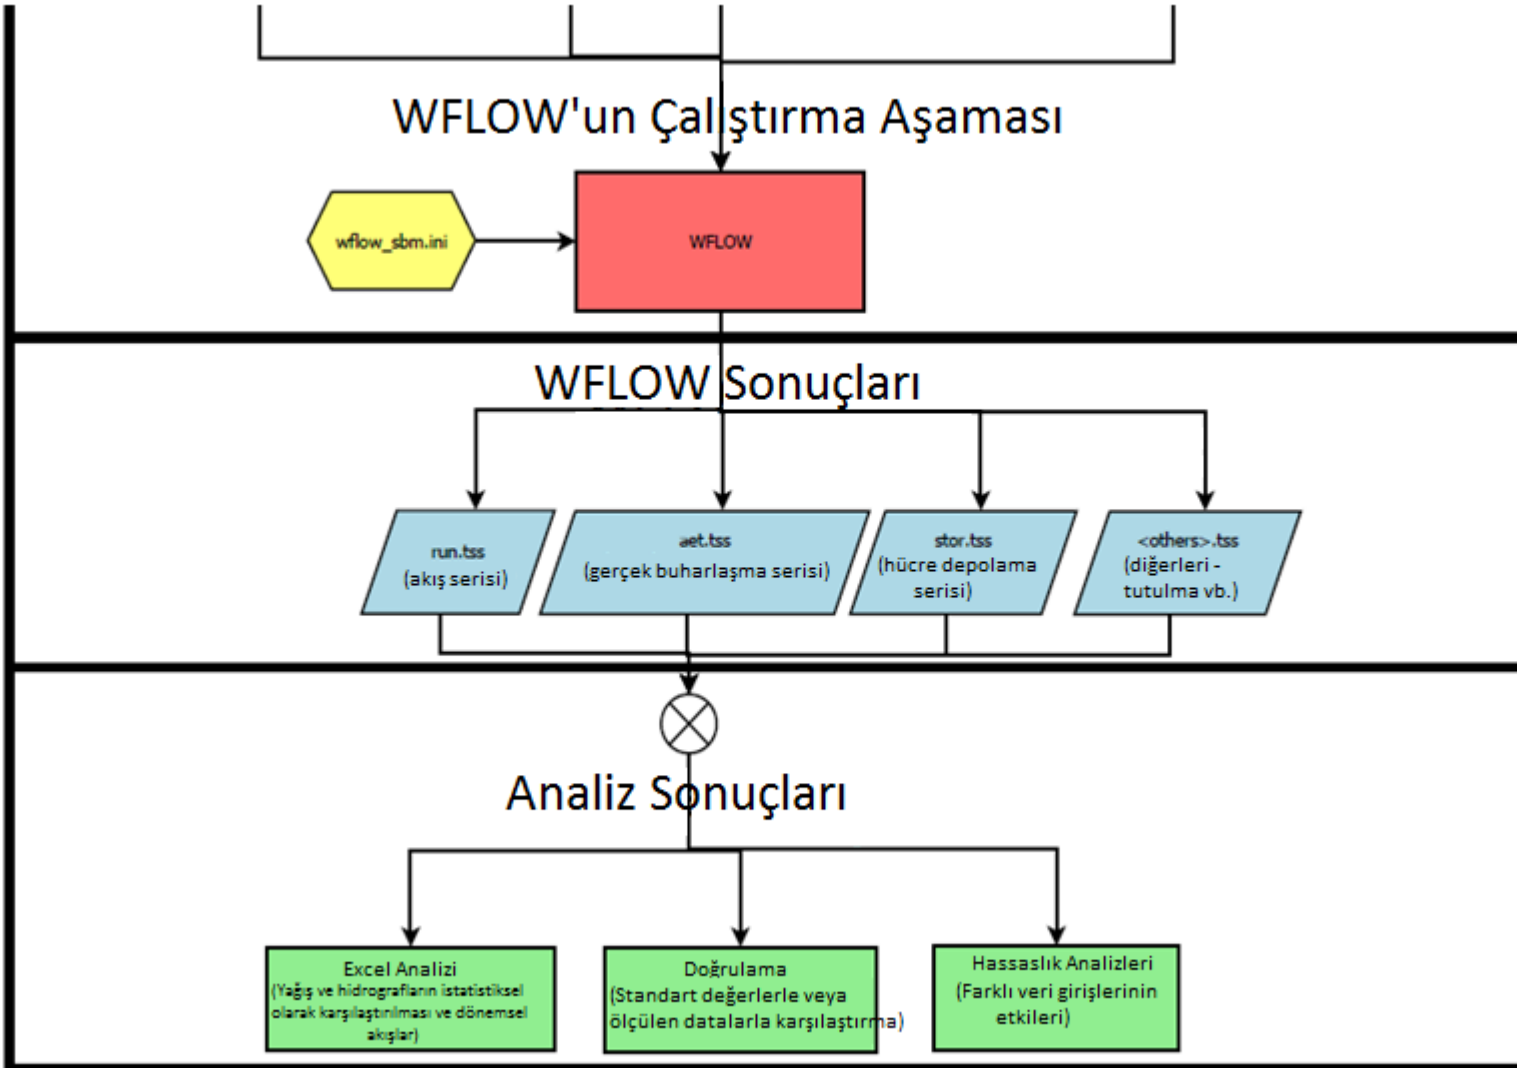 WFLOW'un Çalıştırma Aşaması
wflow_sbm.ini
WFLOW
WFLOW Sonuçları
run.tss
(akış serisi)
aet.tss
(gerçek buharlaşma serisi)
stor.tss
(hücre depolama
serisi)
<others>.tss
(diğerleri -
tutulma vb.)
Analiz Sonuçları
Excel Analizi
(Yağış ve hidrografların istatistiksel
olarak karşılaştırılması ve dönemsel
akışlar)
Doğrulama
(Standart değerlerle veya
ölçülen datalarla karşılaştırma)
Hassaslık Analizleri
(Farklı veri girişlerinin
etkileri)